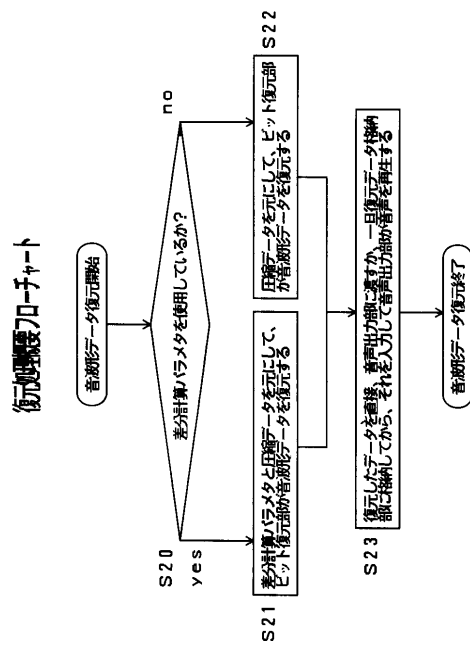 復元処理概要フローチャート
音波形データ復元開始
S20
差分計算パラメタを使用しているか?
yes
no
S21
差分計算パラメタと圧縮データを元にして、
ビット復元部が音波形データを復元する
S22
圧縮データを元にして、ビット復元部
が音波形データを復元する
S23
復元したデータを直接、音声出力部に渡すか、一旦復元データ格納
部に格納してから、それを入力して音声出力部が音声を再生する
音波形データ復元終了